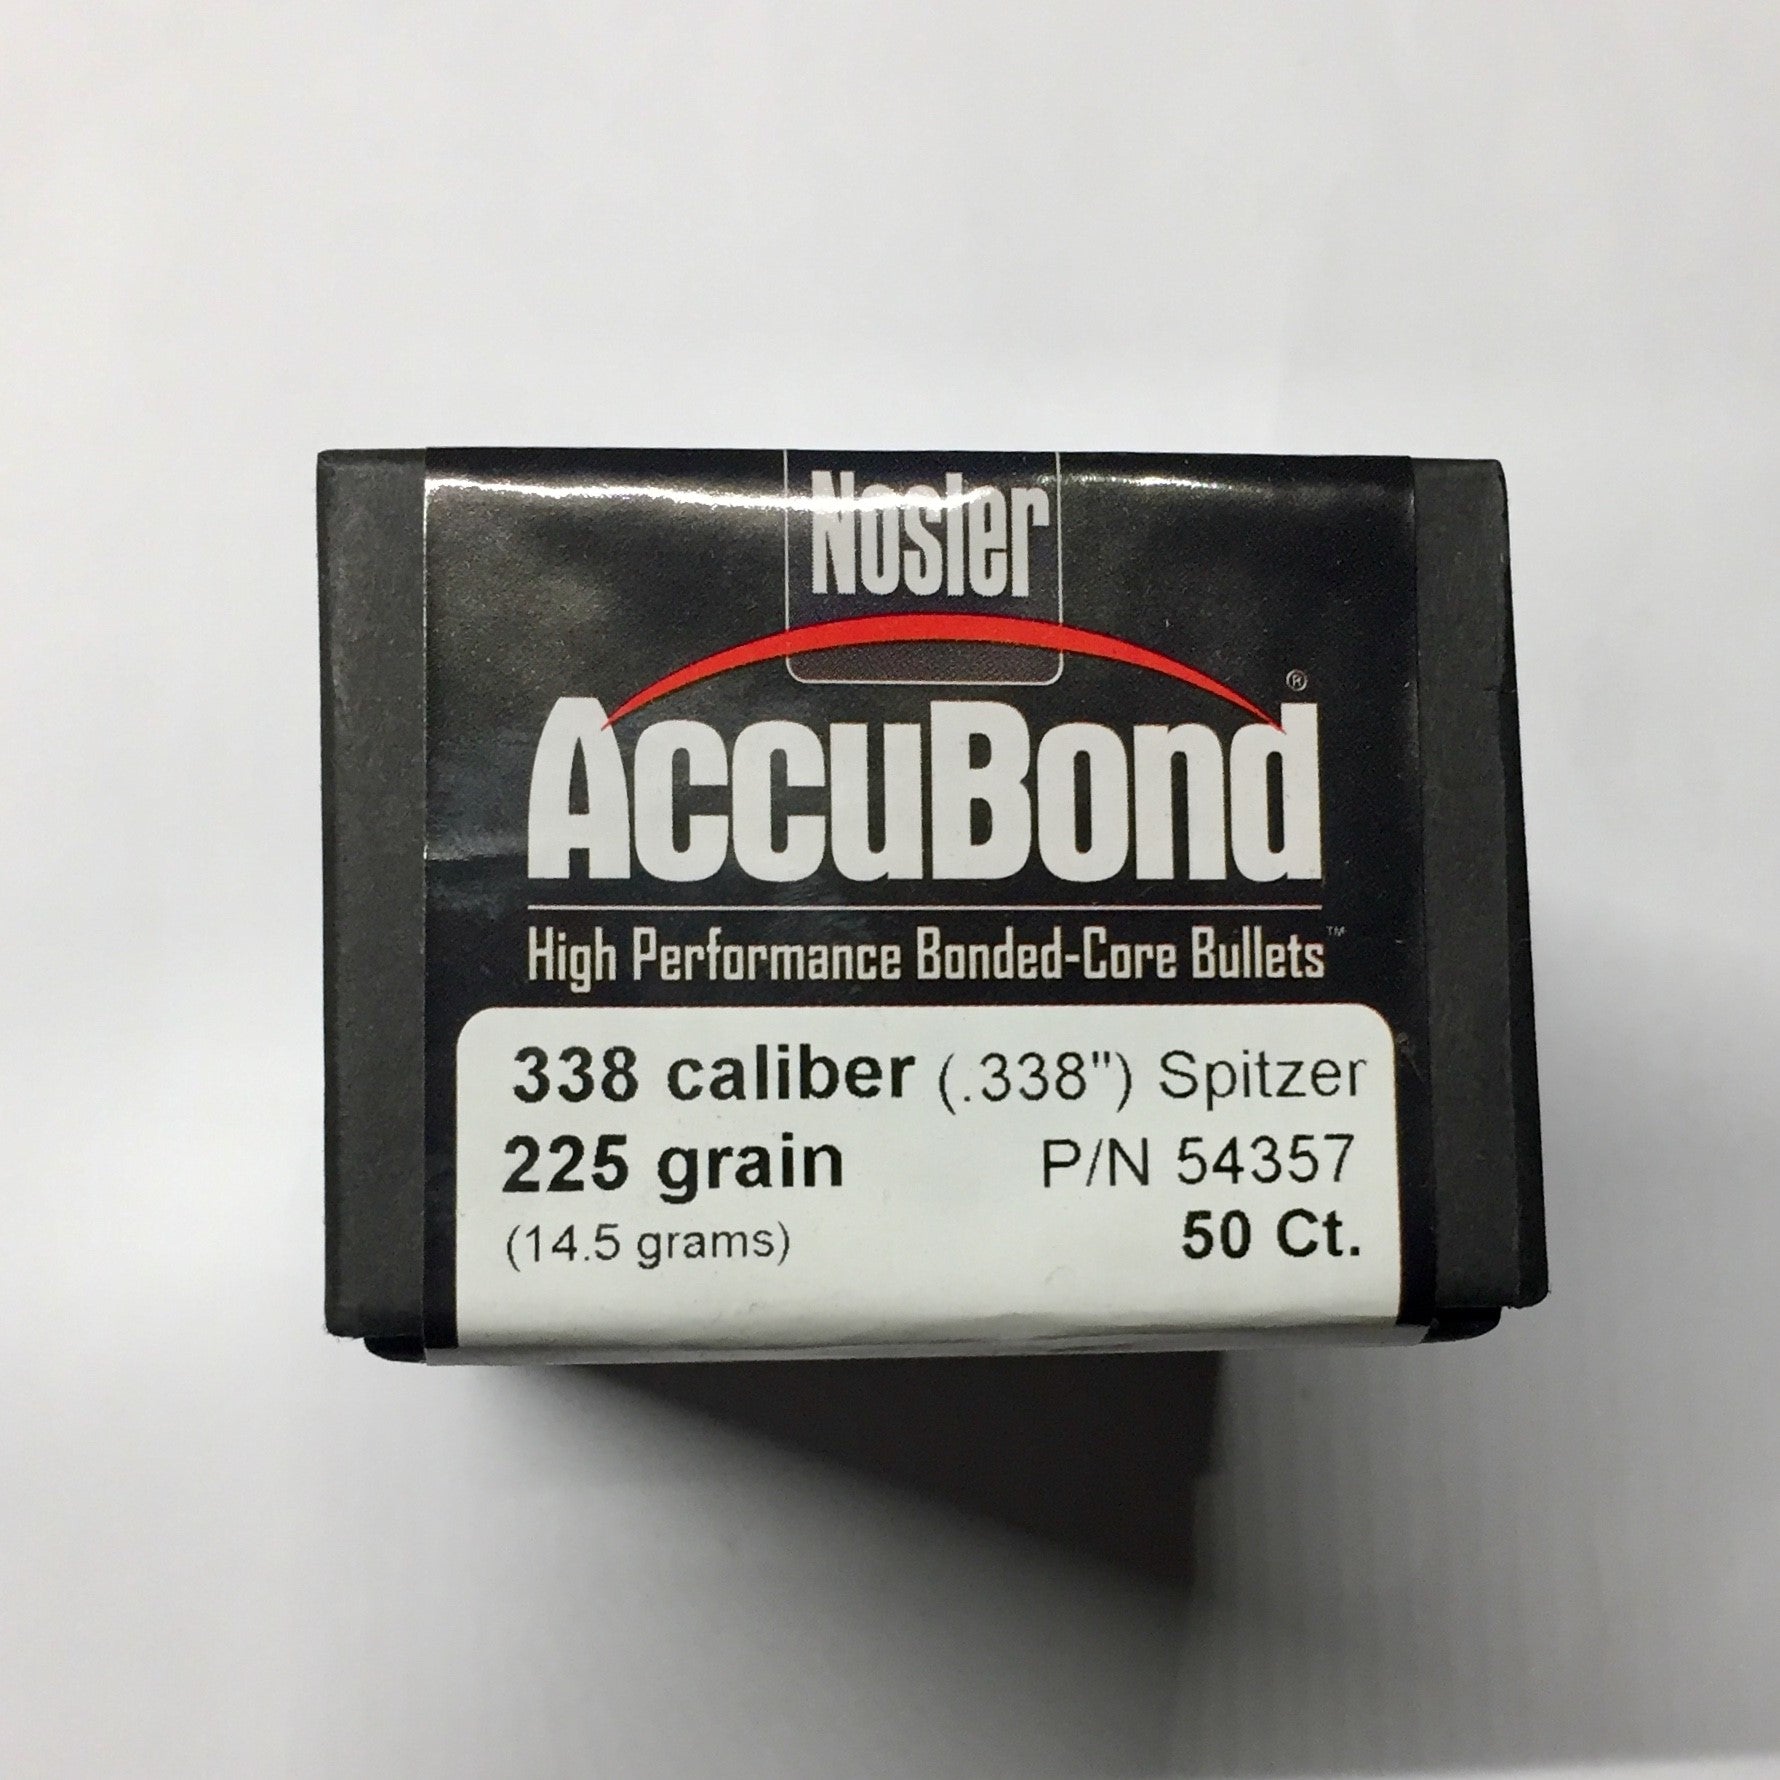 Nosler
AccuBond®
High Performance Bonded-Core Bullets™
338 caliber (.338") Spitzer
225 grain P/N 54357
(14.5 grams) 50 Ct.